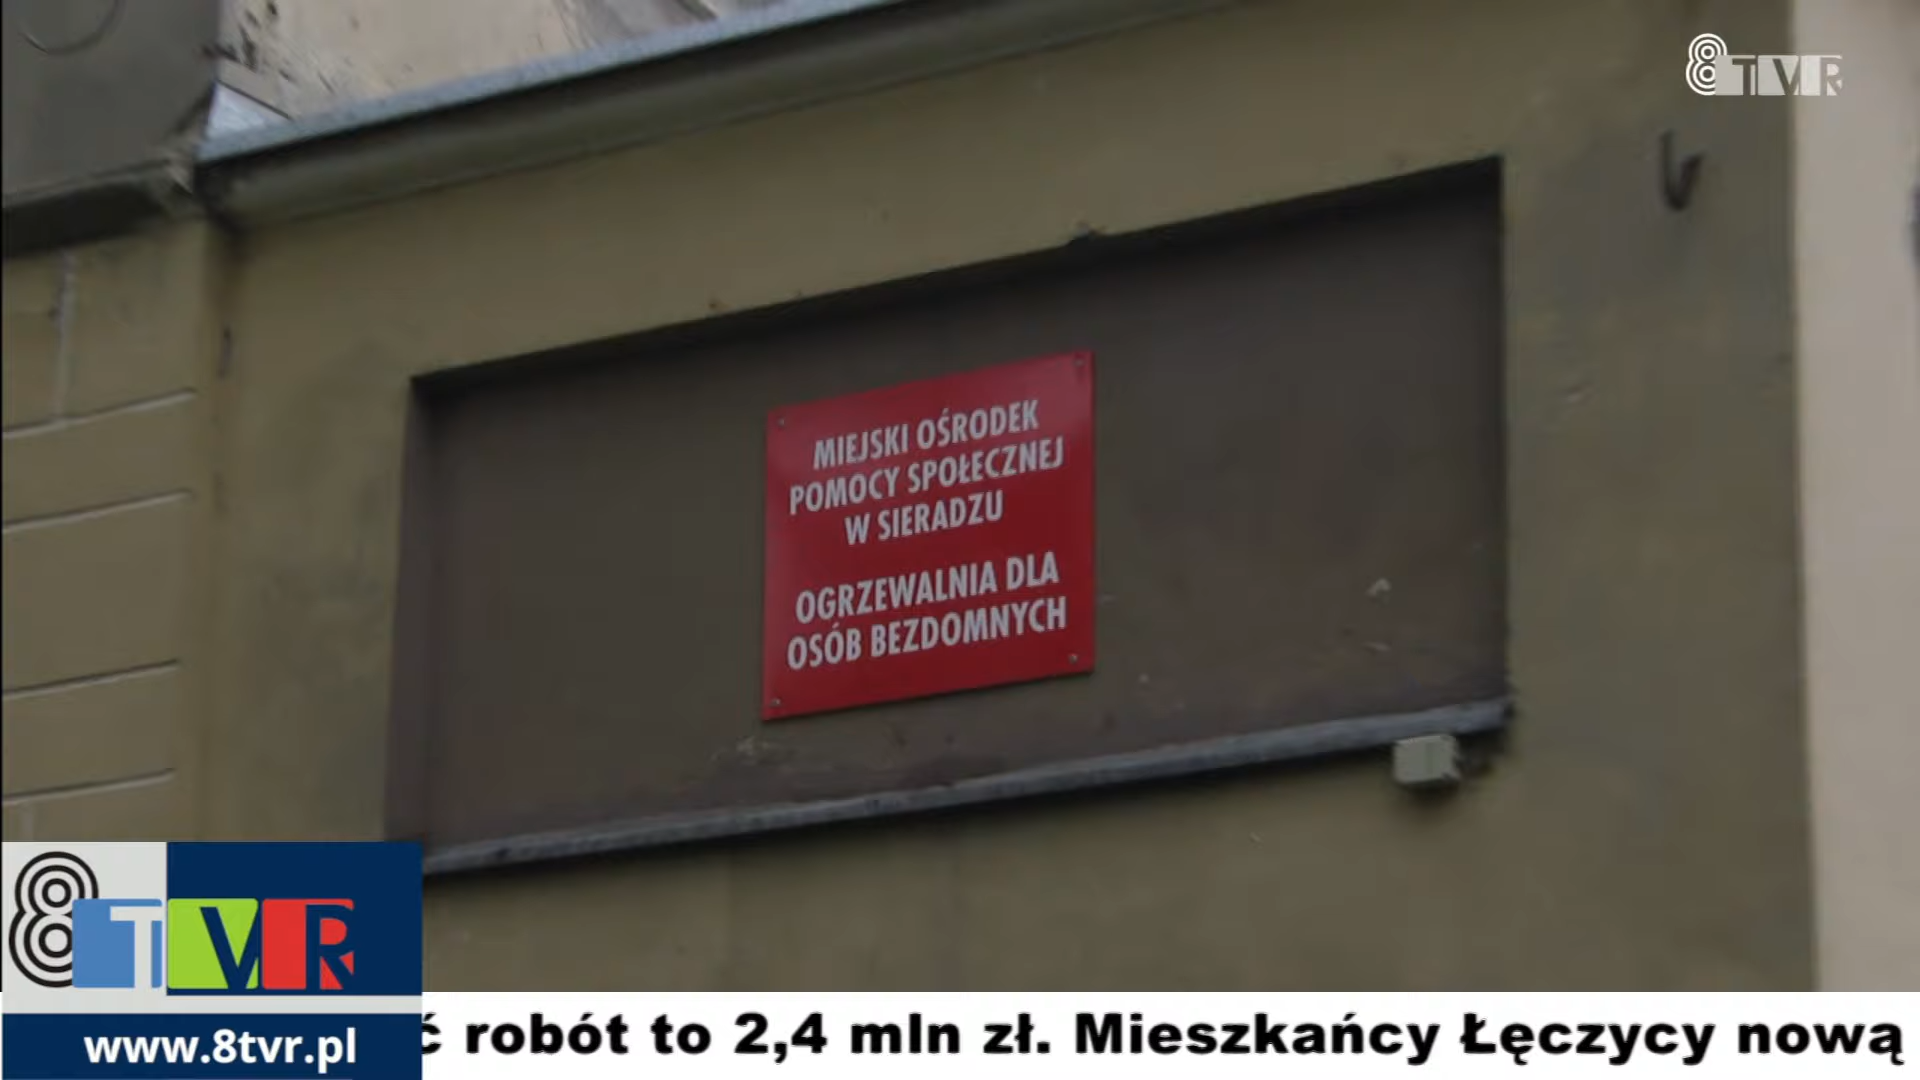 8TVR
MIEJSKI OŚRODEK
POMOCY SPOŁECZNEJ
W SIERADZU
OGRZEWALNIA DLA
OSÓB BEZDOMNYCH
8TVR
www.8tvr.pl
ć robót to 2,4 mln zł. Mieszkańcy Łęczycy nową